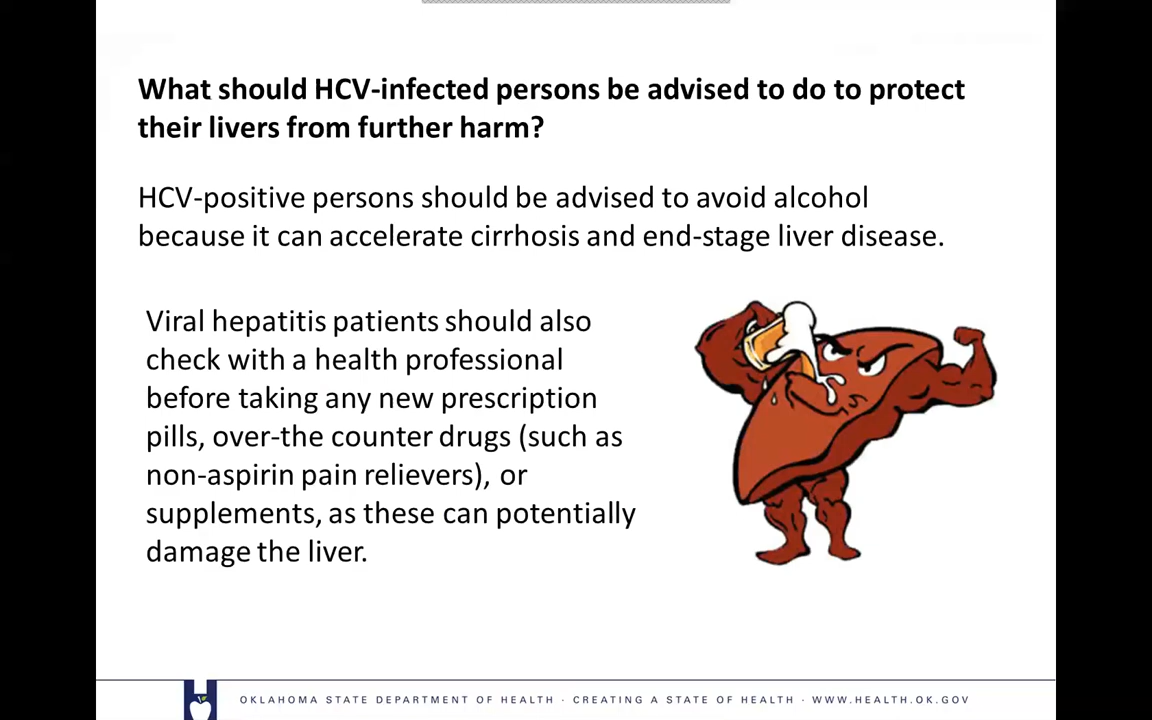 What should HCV-infected persons be advised to do to protect
their livers from further harm?
HCV-positive persons should be advised to avoid alcohol
because it can accelerate cirrhosis and end-stage liver disease.
Viral hepatitis patients should also
check with a health professional
before taking any new prescription
pills, over-the counter drugs (such as
non-aspirin pain relievers), or
supplements, as these can potentially
damage the liver.
OKLAHOMA STATE DEPARTMENT OF HEALTH · CREATING A STATE OF HEALTH · WWW.HEALTH.OK.GOV